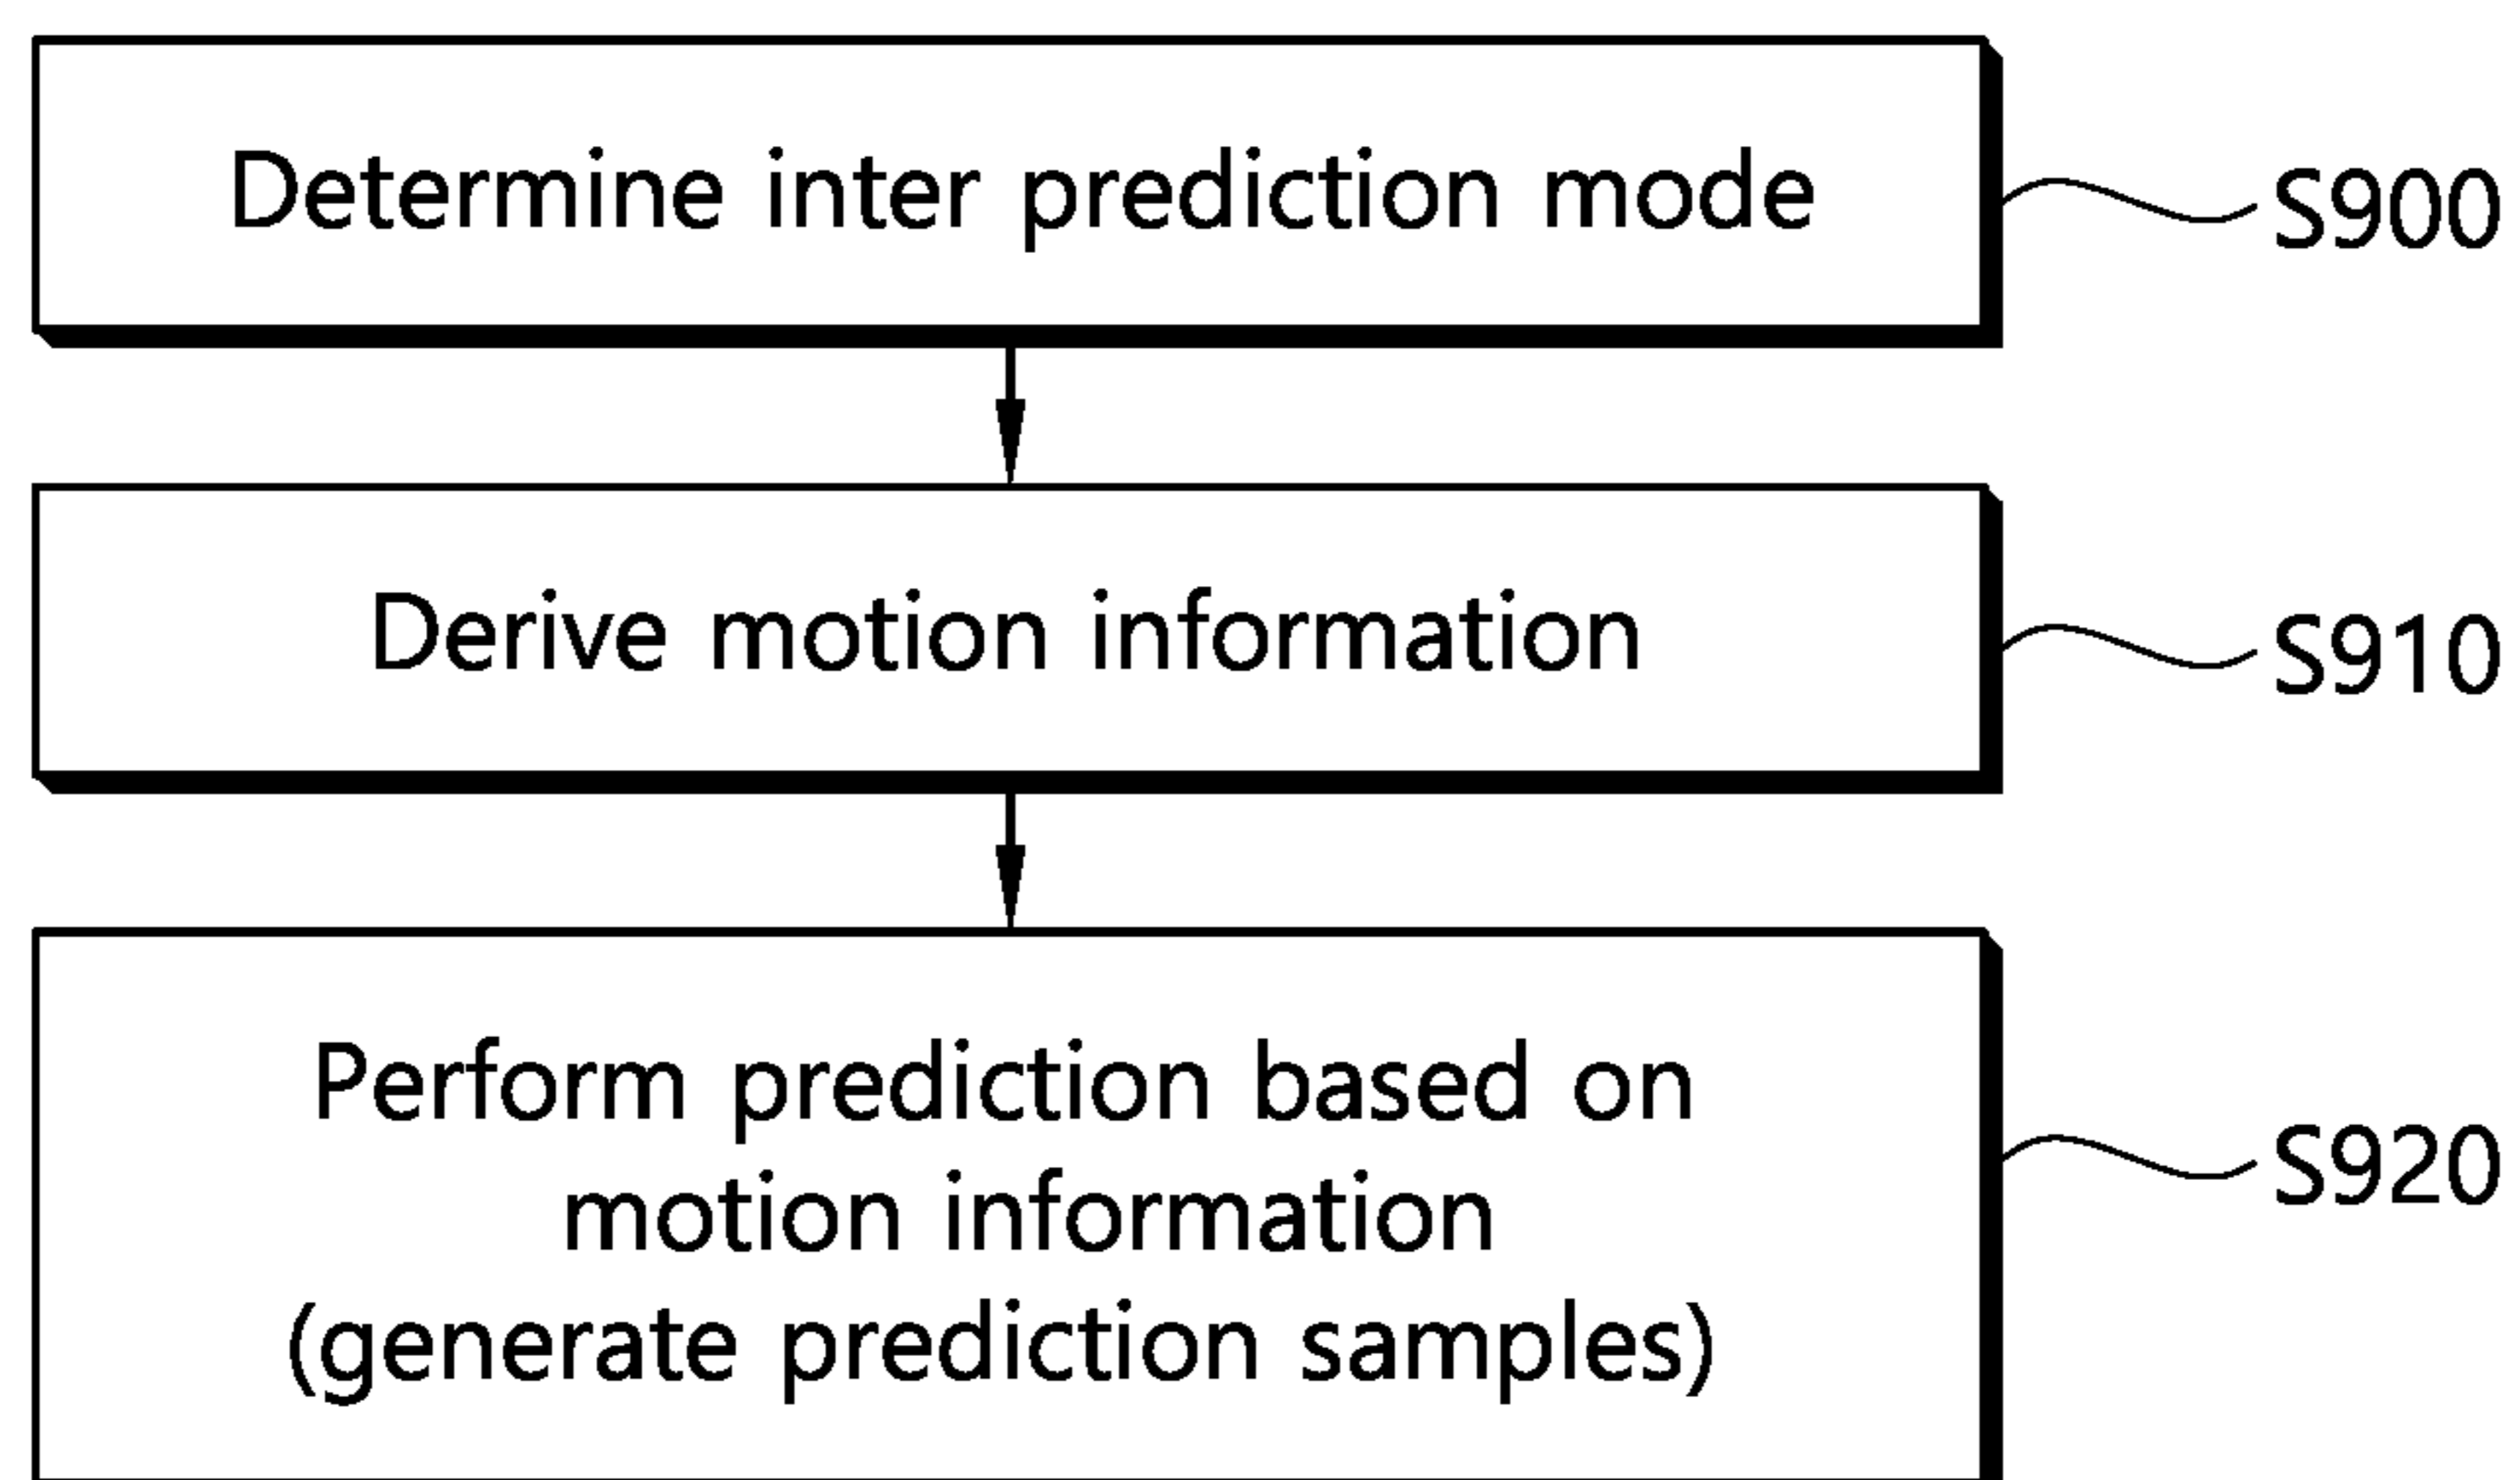 Determine inter prediction mode
S900
Derive motion information
S910
Perform prediction based on
motion information
(generate prediction samples)
S920